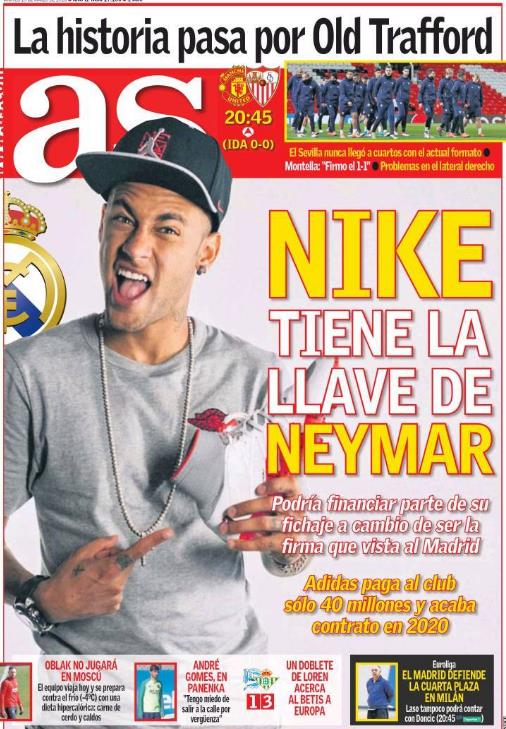 La historia pasa por Old Trafford
as
MANCHESTER
UNITED
20:45
(IDA 0-0)
El Sevilla nunca llegó a cuartos con el actual formato ●
Montella: "Firmo el 1-1" ● Problemas en el lateral derecho
NIKE
TIENE LA
LLAVE DE
NEYMAR
Podría financiar parte de su
fichaje a cambio de ser la
firma que vista al Madrid
Adidas paga al club
sólo 40 millones y acaba
contrato en 2020
OBLAK NO JUGARÁ
EN MOSCÚ
El equipo viaja hoy y se prepara
contra el frío (-4ºC) con una
dieta hipercalórica: carne de
cerdo y caldos
ANDRÉ
GOMES, EN
PANENKA
"Tengo miedo de
salir a la calle por
vergüenza"
1 3
UN DOBLETE
DE LOREN
ACERCA
AL BETIS A
EUROPA
Euroliga
EL MADRID DEFIENDE
LA CUARTA PLAZA
EN MILÁN
Laso tampoco podrá contar
con Doncic (20:45